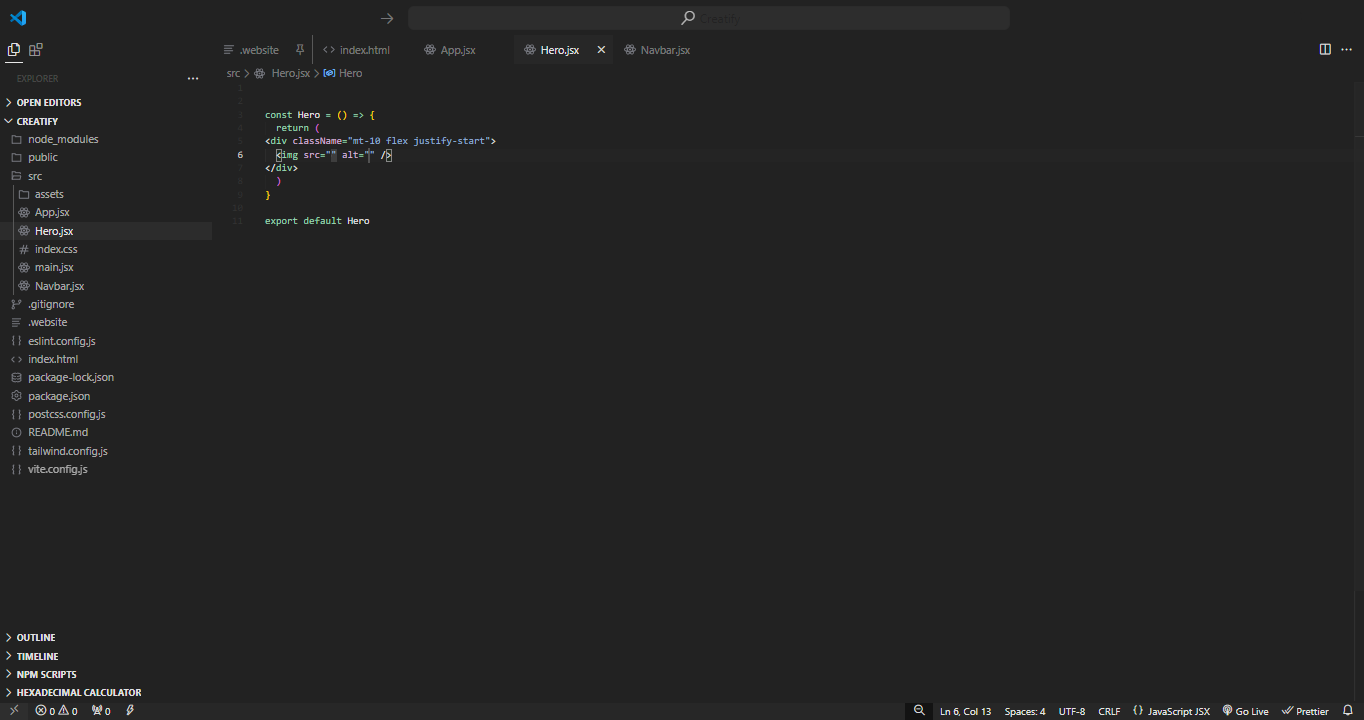 Creatify
.website
index.html
App.jsx
Hero.jsx
Navbar.jsx
EXPLORER
src > Hero.jsx > Hero
OPEN EDITORS
CREATIFY
node_modules
public
src
assets
App.jsx
Hero.jsx
index.css
main.jsx
Navbar.jsx
.gitignore
.website
eslint.config.js
index.html
package-lock.json
package.json
postcss.config.js
README.md
tailwind.config.js
vite.config.js
OUTLINE
TIMELINE
NPM SCRIPTS
HEXADECIMAL CALCULATOR
1
2
3 const Hero = () => {
4 return (
5 <div className="mt-10 flex justify-start">
6 <img src="" alt="" />
7 </div>
8 )
9 }
10
11 export default Hero
0 0 0
Ln 6, Col 13 Spaces: 4 UTF-8 CRLF {} JavaScript JSX Go Live Prettier